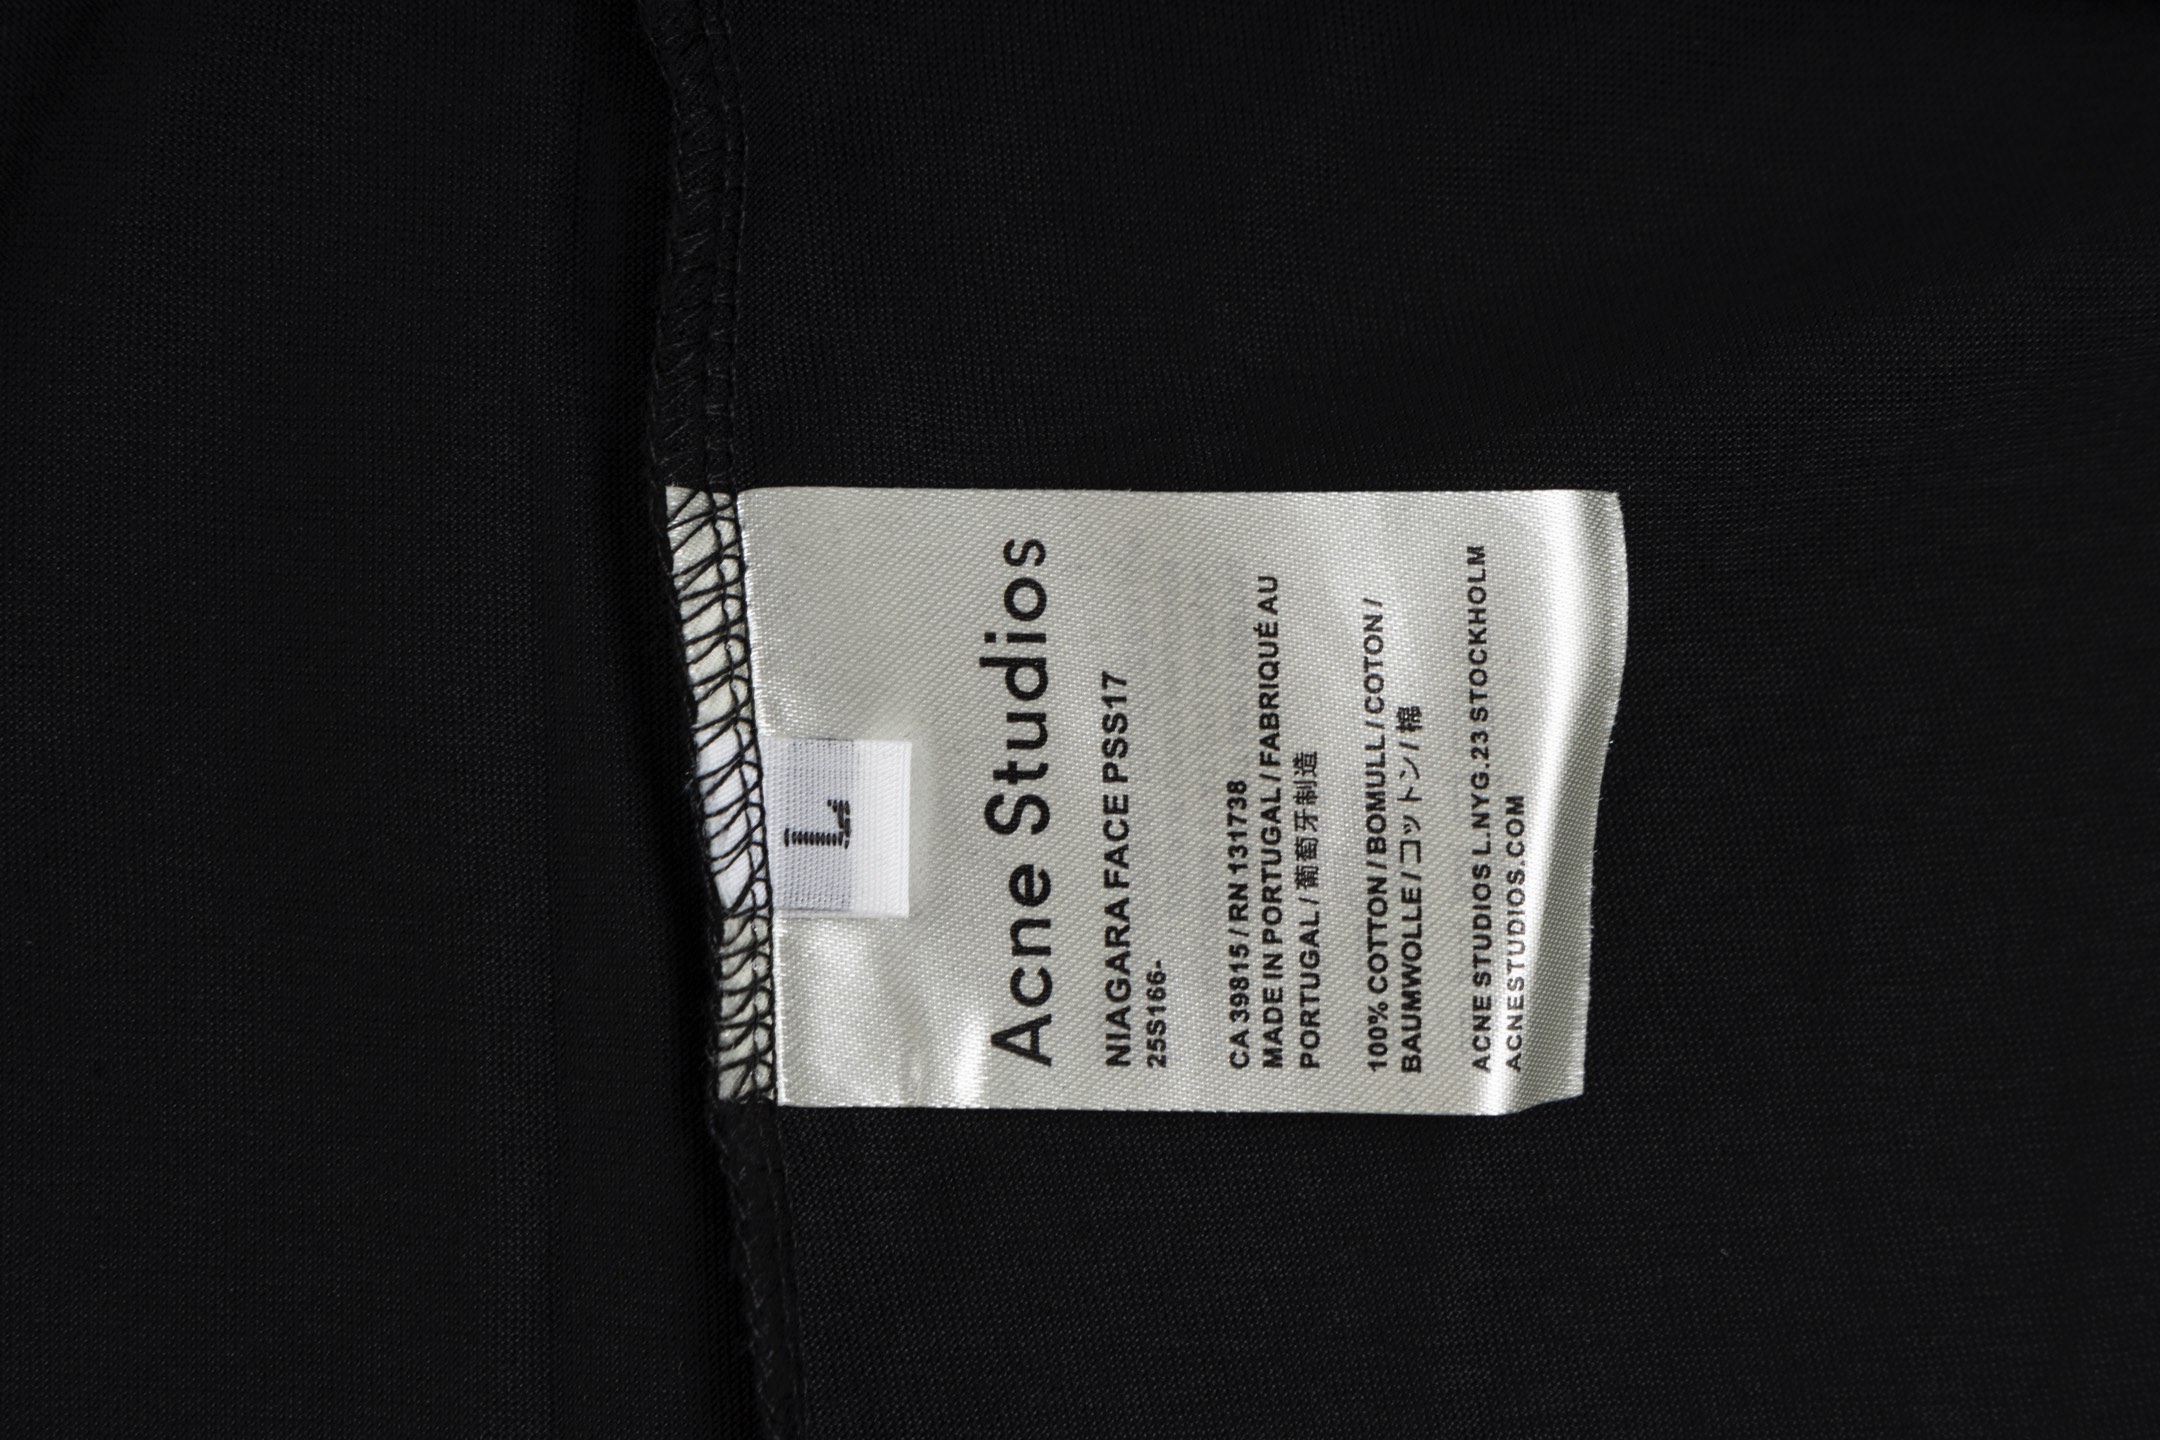 L
Acne Studios
NIAGARA FACE PSS17
25S166-
CA 39815 / RN 131738
MADE IN PORTUGAL / FABRIQUÉ AU
PORTUGAL / 葡萄牙制造
100% COTTON / BOMULL / COTON /
BAUMWOLLE / コットン / 棉
ACNE STUDIOS L.NYG.23 STOCKHOLM
ACNESTUDIOS.COM